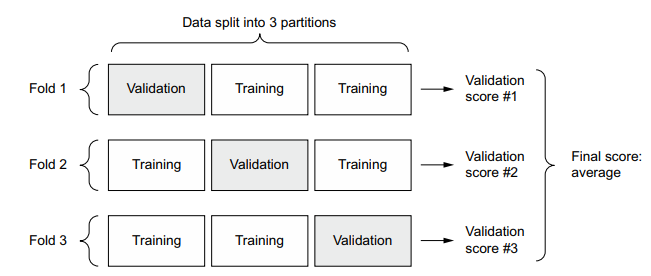 Data split into 3 partitions
Fold 1
Validation
Training
Training
Validation
score #1
Fold 2
Training
Validation
Training
Validation
score #2
Final score:
average
Fold 3
Training
Training
Validation
Validation
score #3